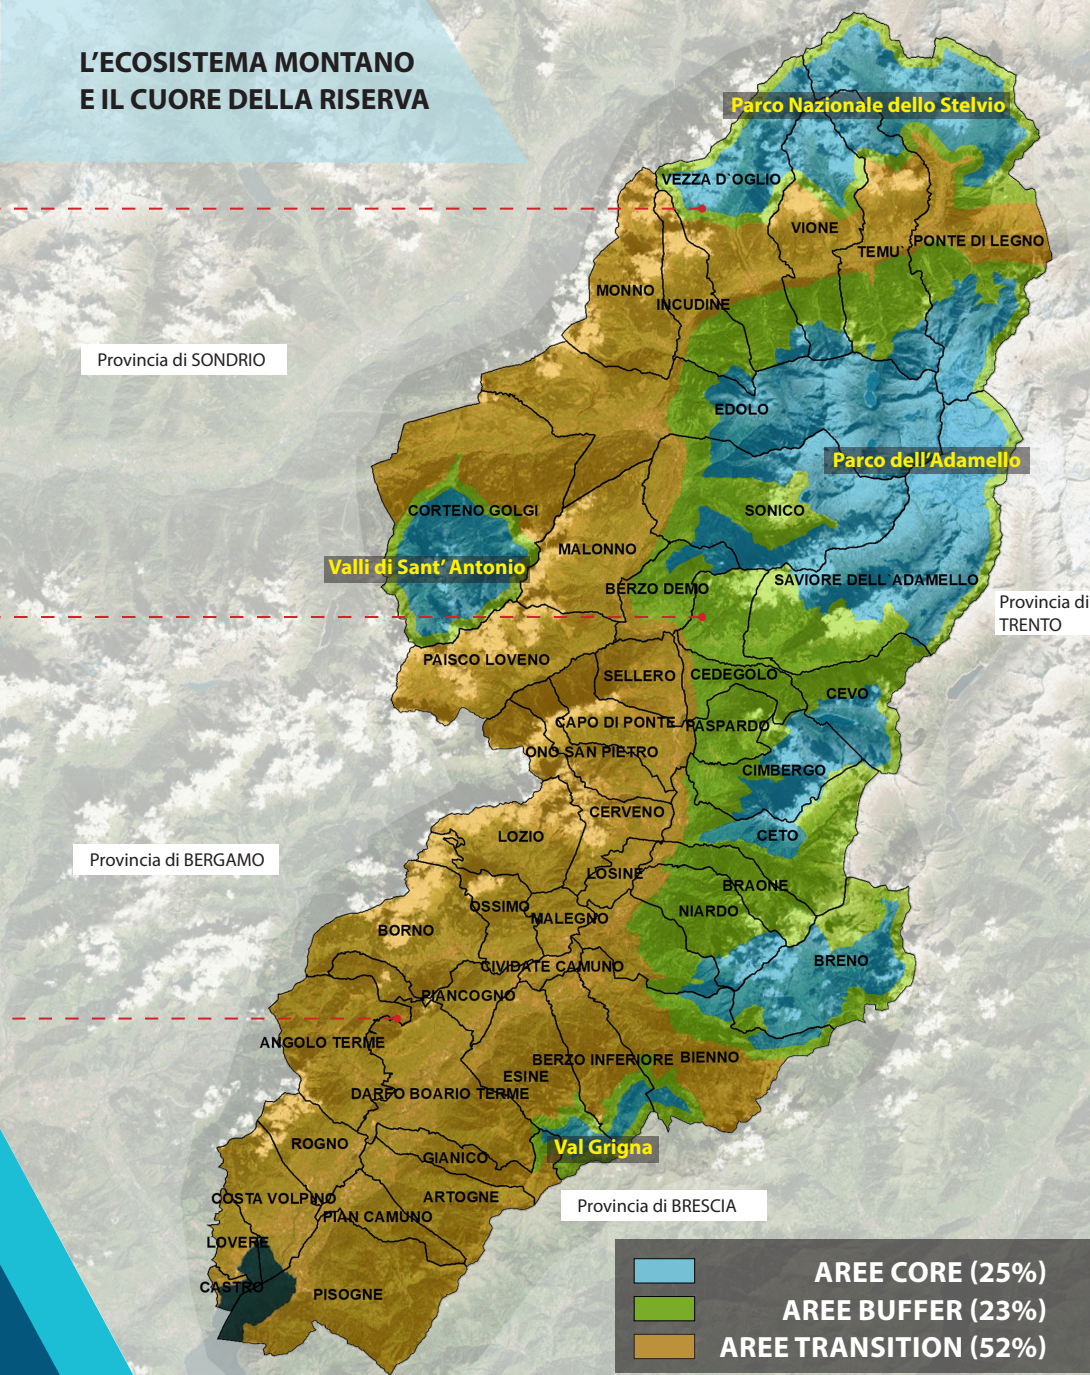 L'ECOSISTEMA MONTANO
E IL CUORE DELLA RISERVA
Parco Nazionale dello Stelvio
VEZZA D`OGLIO
VIONE
TEMU`
PONTE DI LEGNO
MONNO
INCUDINE
Provincia di SONDRIO
EDOLO
Parco dell'Adamello
CORTENO GOLGI
SONICO
MALONNO
Valli di Sant' Antonio
SAVIORE DELL`ADAMELLO
BERZO DEMO
Provincia di
TRENTO
PAISCO LOVENO
SELLERO
CEDEGOLO
CEVO
CAPO DI PONTE
PASPARDO
ONO SAN PIETRO
CIMBERGO
CERVENO
LOZIO
CETO
Provincia di BERGAMO
LOSINE
BRAONE
OSSIMO
MALEGNO
NIARDO
BORNO
BRENO
CIVIDATE CAMUNO
PIANCOGNO
ANGOLO TERME
BERZO INFERIORE
BIENNO
ESINE
DARFO BOARIO TERME
ROGNO
Val Grigna
GIANICO
COSTA VOLPINO
ARTOGNE
Provincia di BRESCIA
PIAN CAMUNO
LOVERE
CASTRO
PISOGNE
AREE CORE (25%)
AREE BUFFER (23%)
AREE TRANSITION (52%)